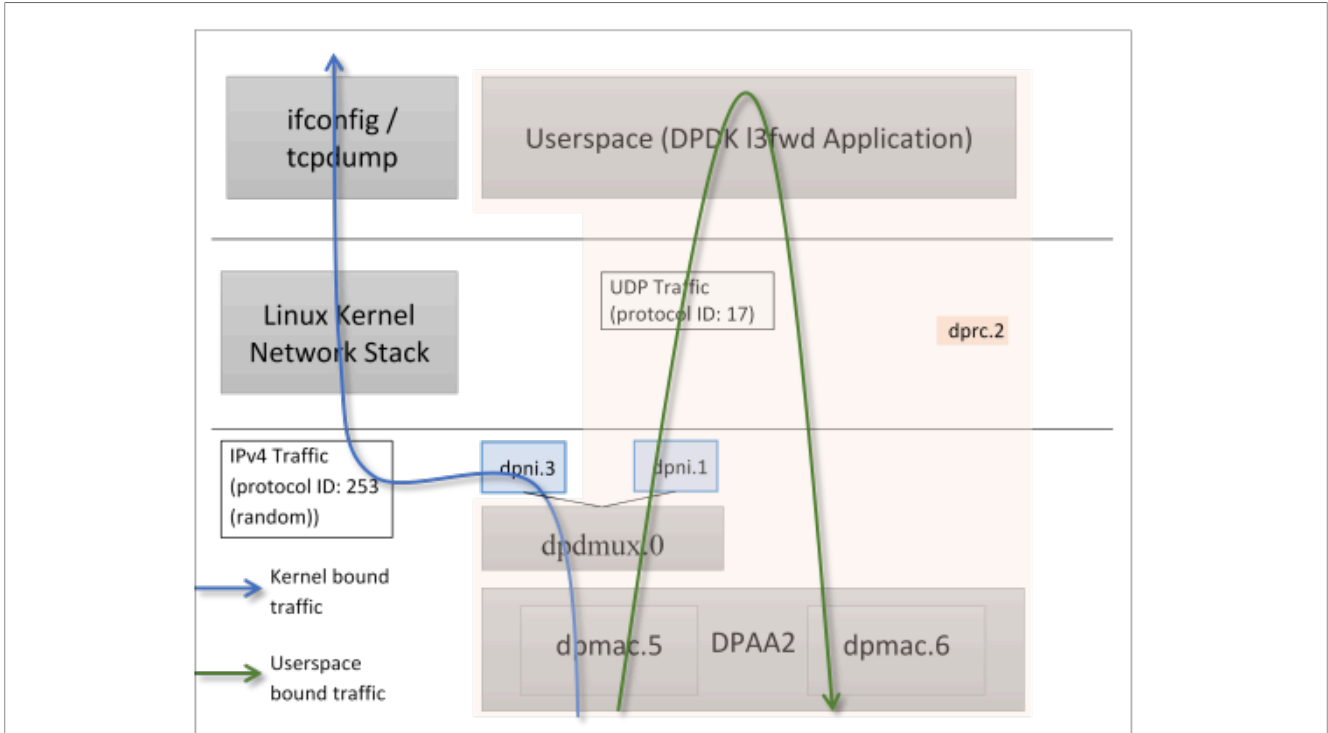 ifconfig /
tcpdump
Userspace (DPDK l3fwd Application)
Linux Kernel
Network Stack
UDP Traffic
(protocol ID: 17)
dprc.2
IPv4 Traffic
(protocol ID: 253
(random))
dpni.3
dpni.1
dpdmux.0
Kernel bound
traffic
dpmac.5
DPAA2
dpmac.6
Userspace
bound traffic